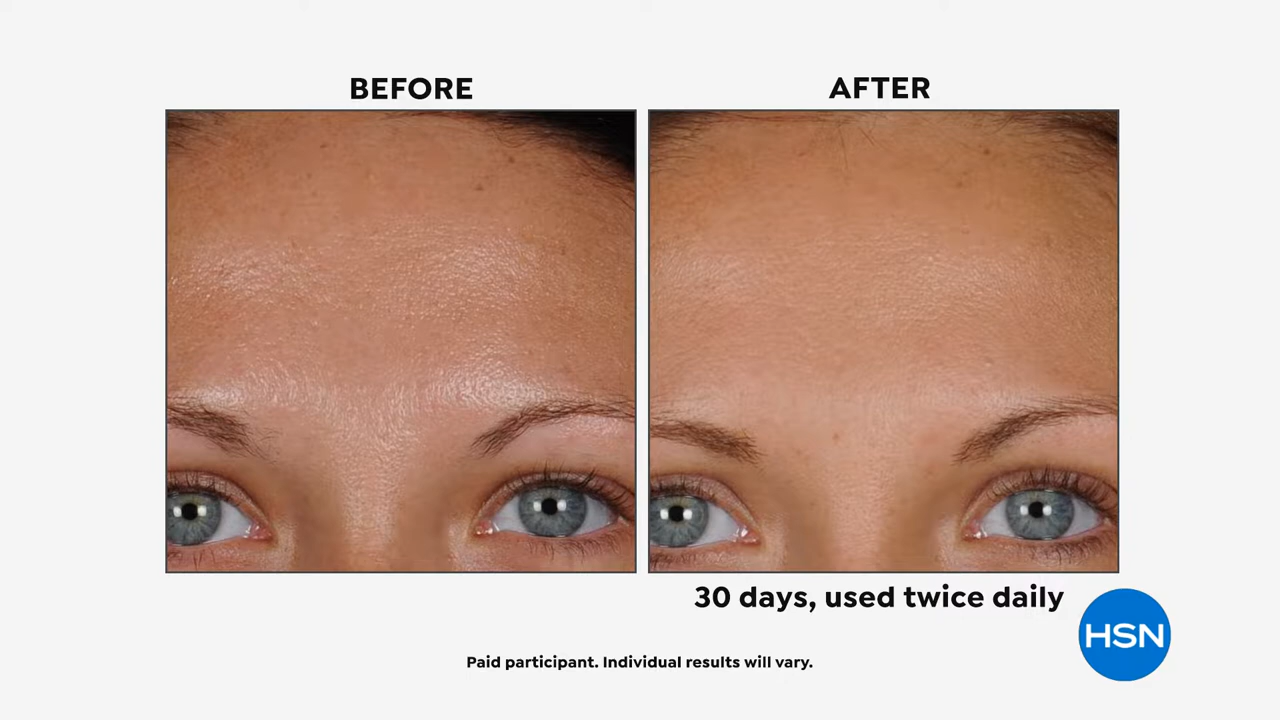 BEFORE
AFTER
30 days, used twice daily
HSN
Paid participant. Individual results will vary.